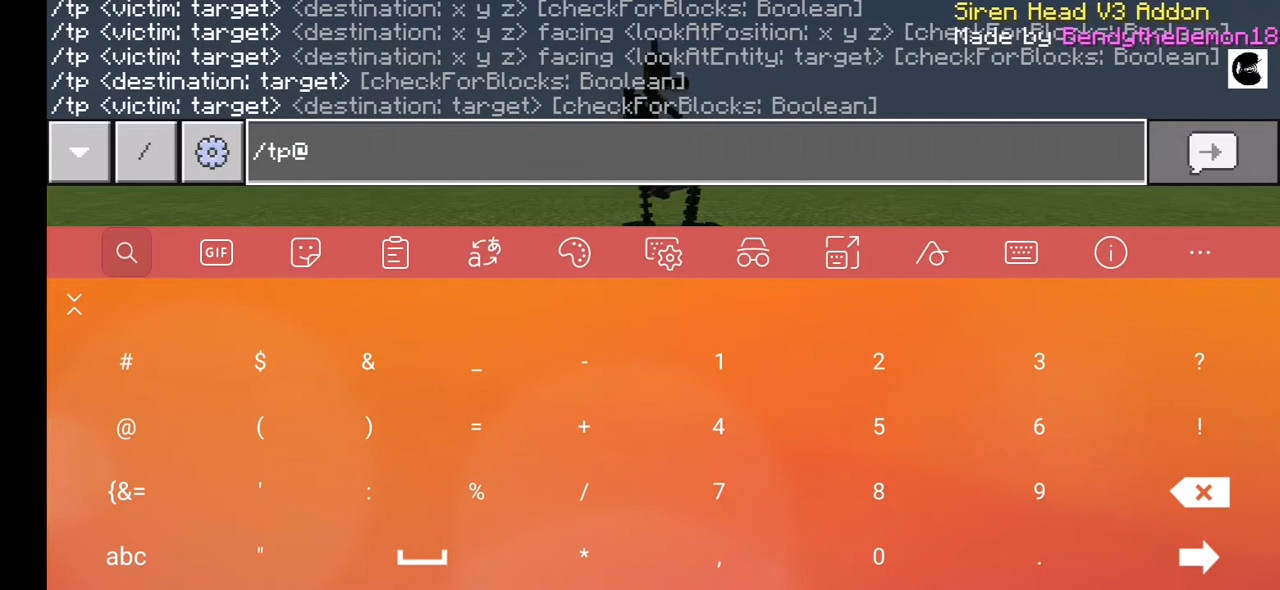 /tp <victim: target> <destination: x y z> [checkForBlocks: Boolean]
Siren Head V3 Addon
/tp <victim: target> <destination: x y z> facing <lookAtPosition: x y z>
Made by BendytheDemon18
/tp <victim: target> <destination: x y z> facing <lookAtEntity: target> [checkForBlocks: Boolean]
/tp <destination: target> [checkForBlocks: Boolean]
/tp <victim: target> <destination: target> [checkForBlocks: Boolean]
/ /tp@
GIF
# $ & _ - 1 2 3 ?
@ ( ) = + 4 5 6 !
{&= ' : % / 7 8 9
abc " * , 0 .